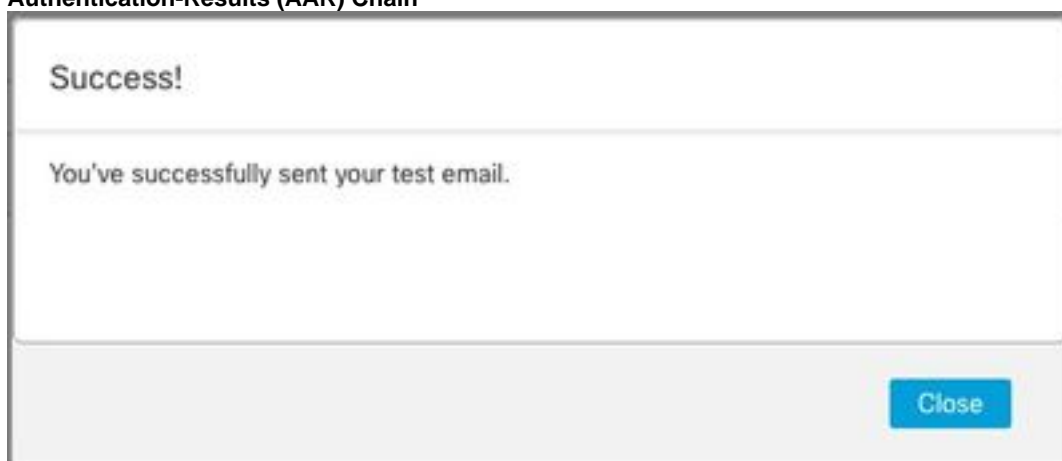 Authentication-Results (AAR) Chain
Success!
You've successfully sent your test email.
Close